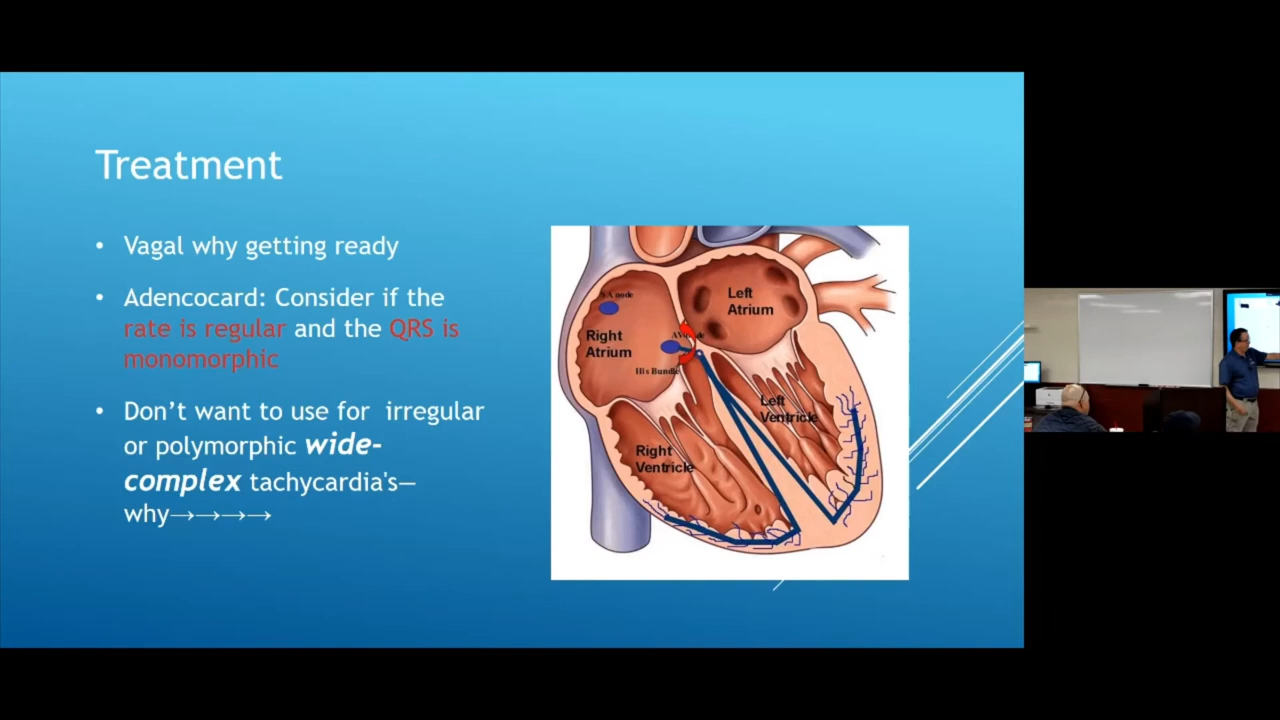 Treatment
• Vagal why getting ready
• Adencocard: Consider if the
rate is regular and the QRS is
monomorphic
• Don’t want to use for irregular
or polymorphic wide-
complex tachycardia's—
why→→→→
Left
Atrium
Right
Atrium
His Bundle
Left
Ventricle
Right
Ventricle